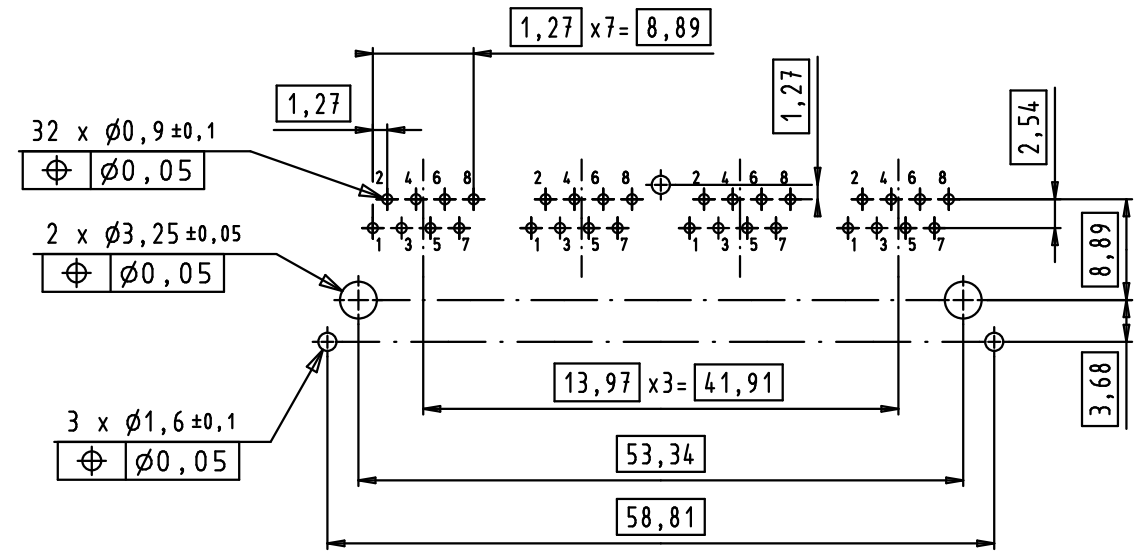 1,27 x7= 8,89
1,27
1,27
2,54
32 x Ø0,9 ±0,1
⌖ Ø0,05
2 4 6 8 2 4 6 8 2 4 6 8 2 4 6 8
1 3 5 7 1 3 5 7 1 3 5 7 1 3 5 7
2 x Ø3,25 ±0,05
⌖ Ø0,05
8,89
3,68
13,97 x3= 41,91
3 x Ø1,6 ±0,1
⌖ Ø0,05
53,34
58,81